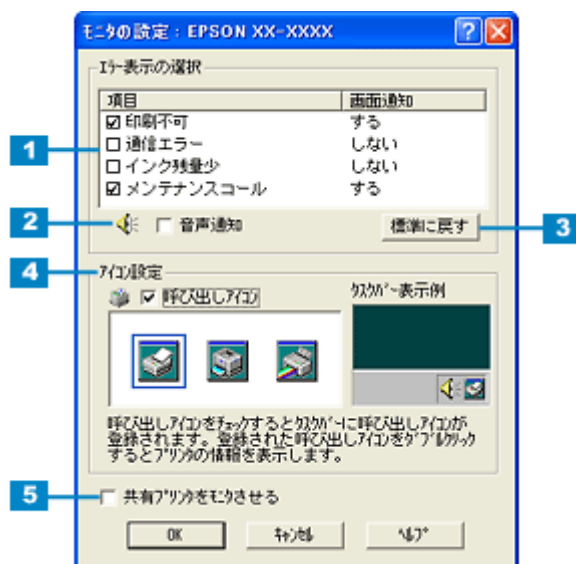 ﾓﾆﾀの設定：EPSON XX-XXXX
ｴﾗｰ表示の選択
項目 画面通知
印刷不可 する
1
通信エラー しない
インク残量少 しない
メンテナンスコール する
2 音声通知 標準に戻す 3
4 ｱｲｺﾝ設定
呼び出しｱｲｺﾝ ﾀｽｸﾊﾞｰ表示例
呼び出しｱｲｺﾝをﾁｪｯｸするとﾀｽｸﾊﾞｰに呼び出しｱｲｺﾝが
登録されます。登録された呼び出しｱｲｺﾝをﾀﾞﾌﾞﾙｸﾘｯｸ
するとﾌﾟﾘﾝﾀの情報を表示します。
5 共有ﾌﾟﾘﾝﾀをﾓﾆﾀさせる
OK ｷｬﾝｾﾙ ﾍﾙﾌﾟ